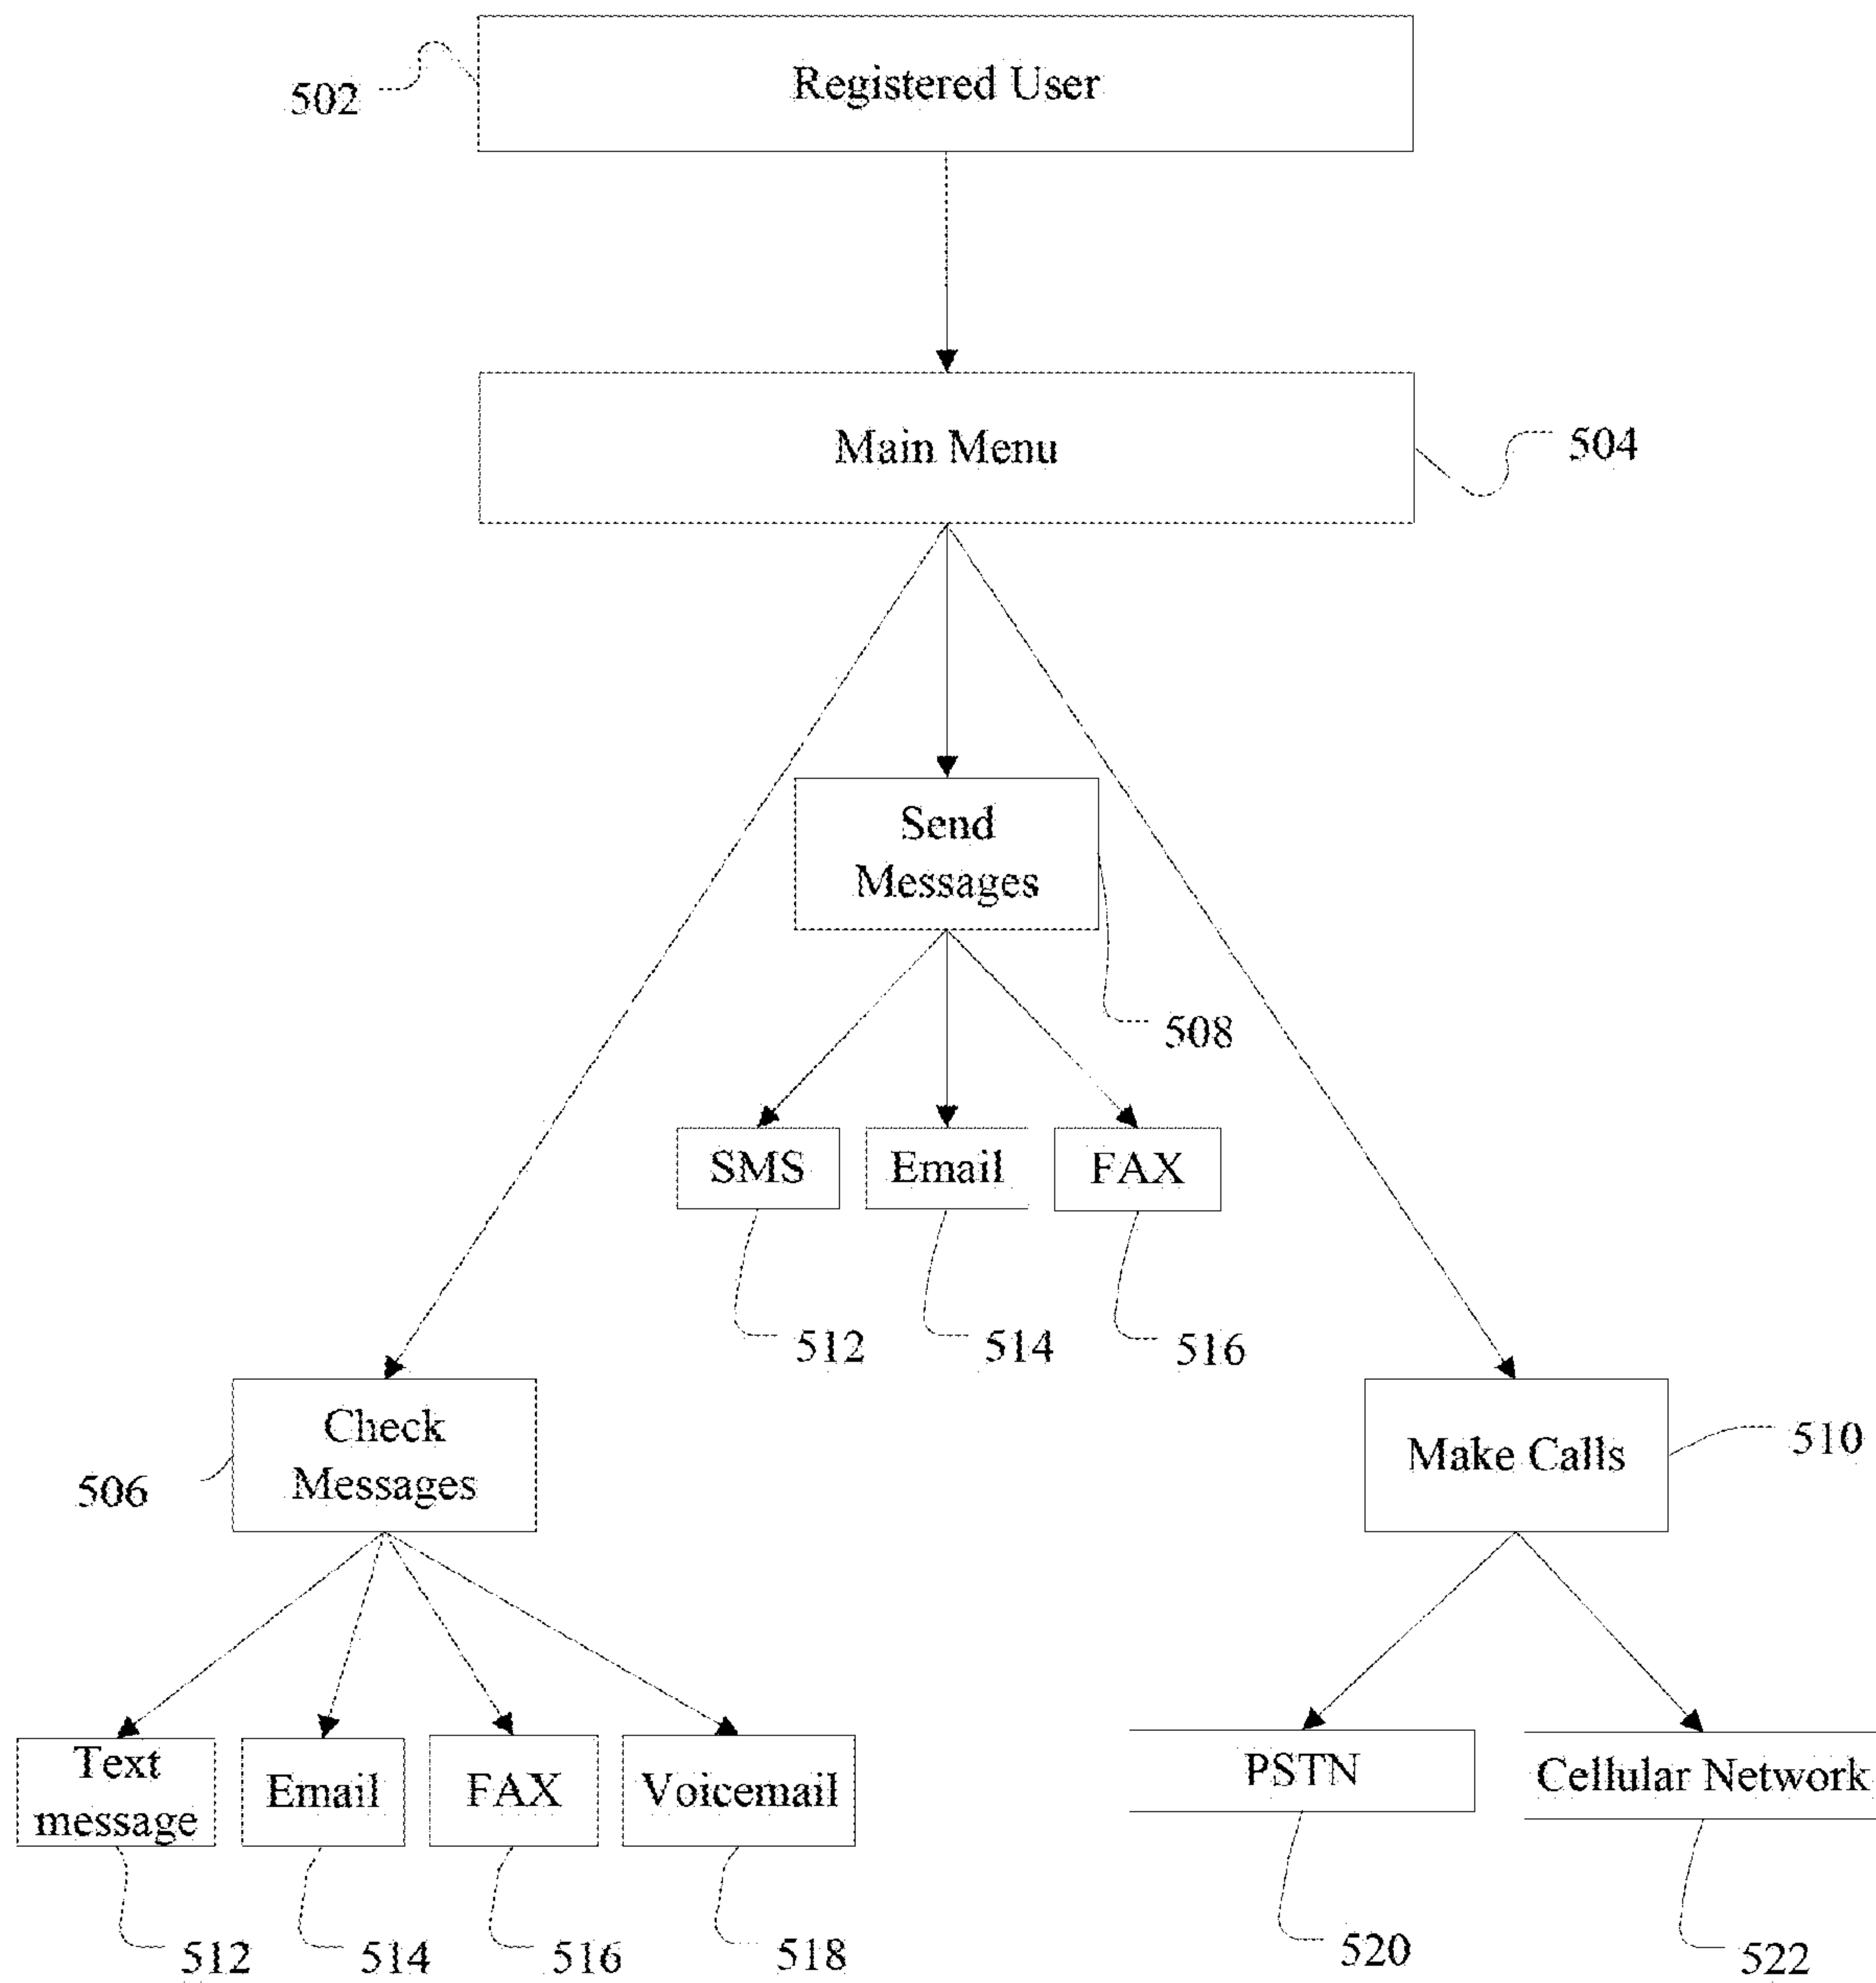 Registered User
502
Main Menu
504
Send
Messages
508
SMS
Email
FAX
512
514
516
Check
Messages
506
Make Calls
510
Text
message
Email
FAX
Voicemail
PSTN
Cellular Network
512
514
516
518
520
522